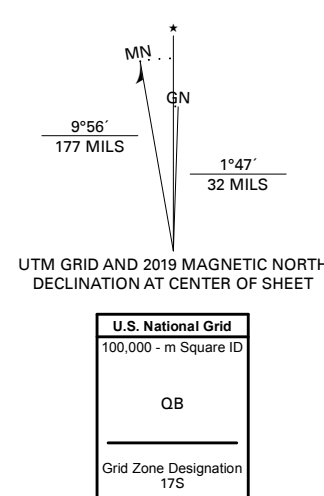 ★
MN
GN
9°56´
177 MILS
1°47´
32 MILS
UTM GRID AND 2019 MAGNETIC NORTH
DECLINATION AT CENTER OF SHEET
U.S. National Grid
100,000 - m Square ID
QB
Grid Zone Designation
17S